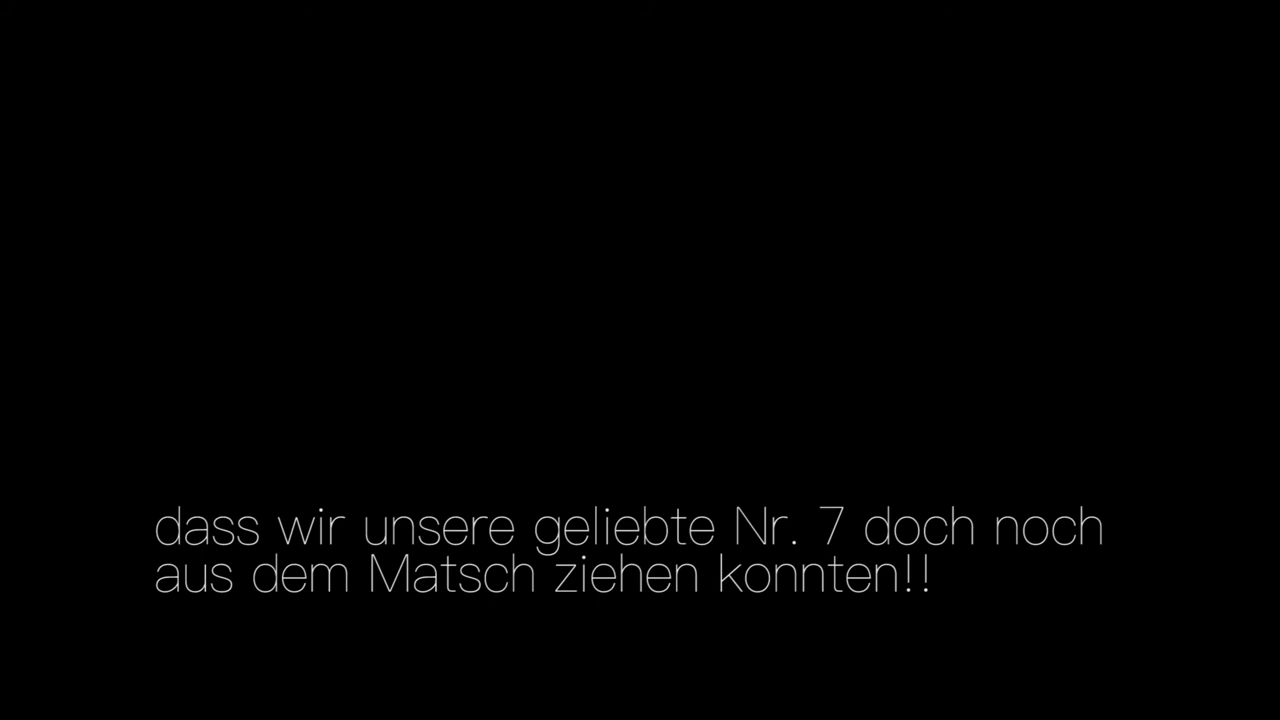 dass wir unsere geliebte Nr. 7 doch noch
aus dem Matsch ziehen konnten!!